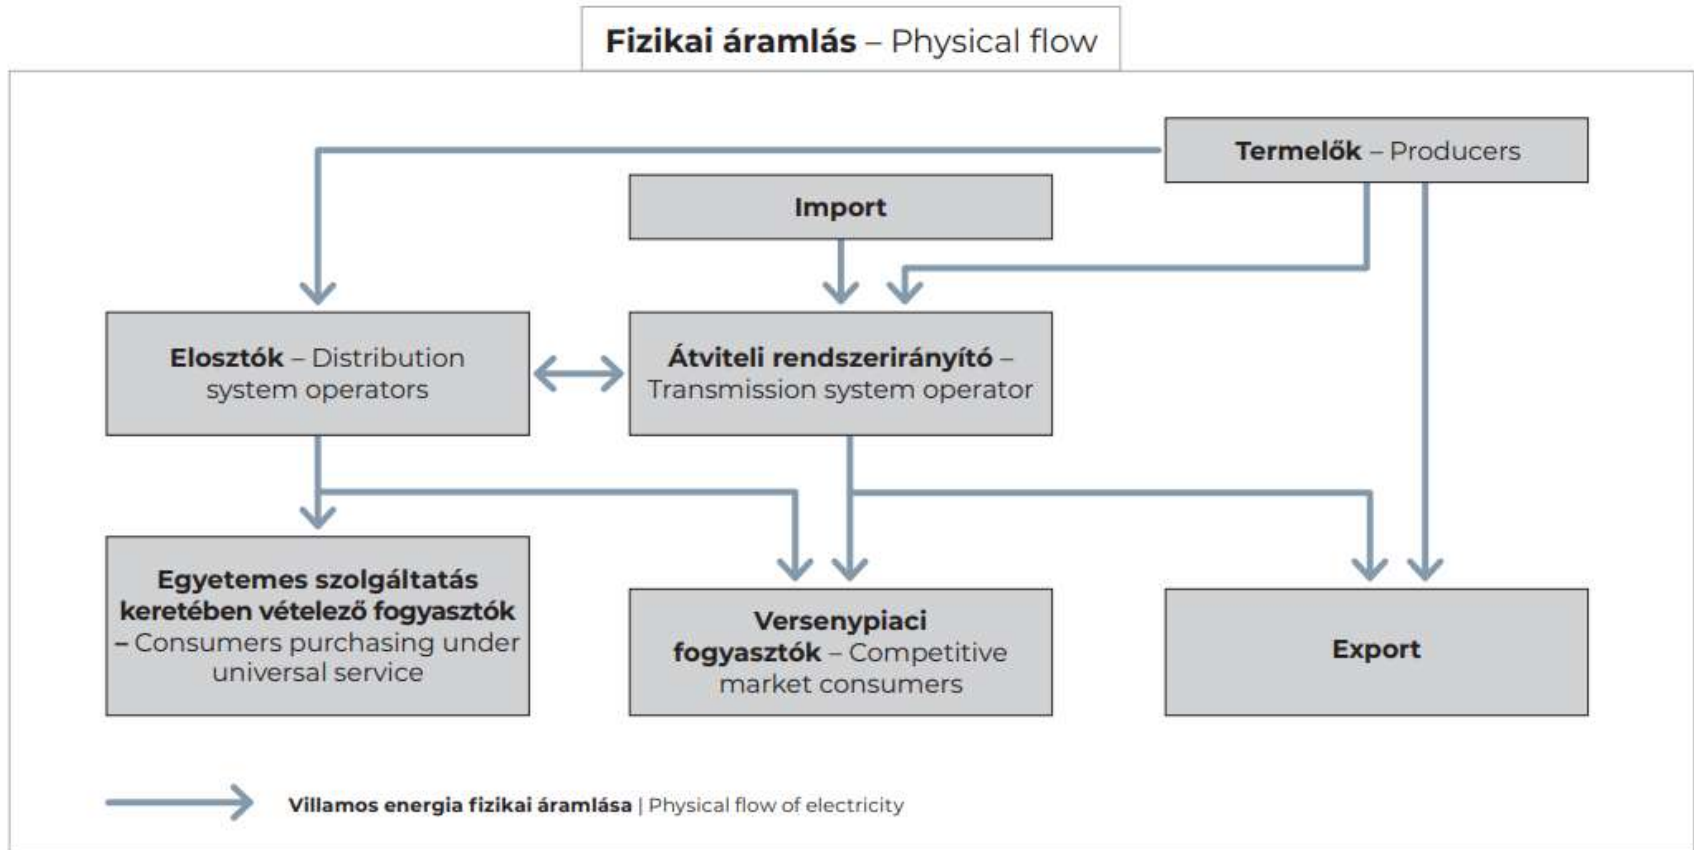 Fizikai áramlás – Physical flow
Termelők – Producers
Import
Elosztók – Distribution
system operators
Átviteli rendszerirányító –
Transmission system operator
Egyetemes szolgáltatás
keretében vételező fogyasztók
– Consumers purchasing under
universal service
Versenypiaci
fogyasztók – Competitive
market consumers
Export
Villamos energia fizikai áramlása | Physical flow of electricity